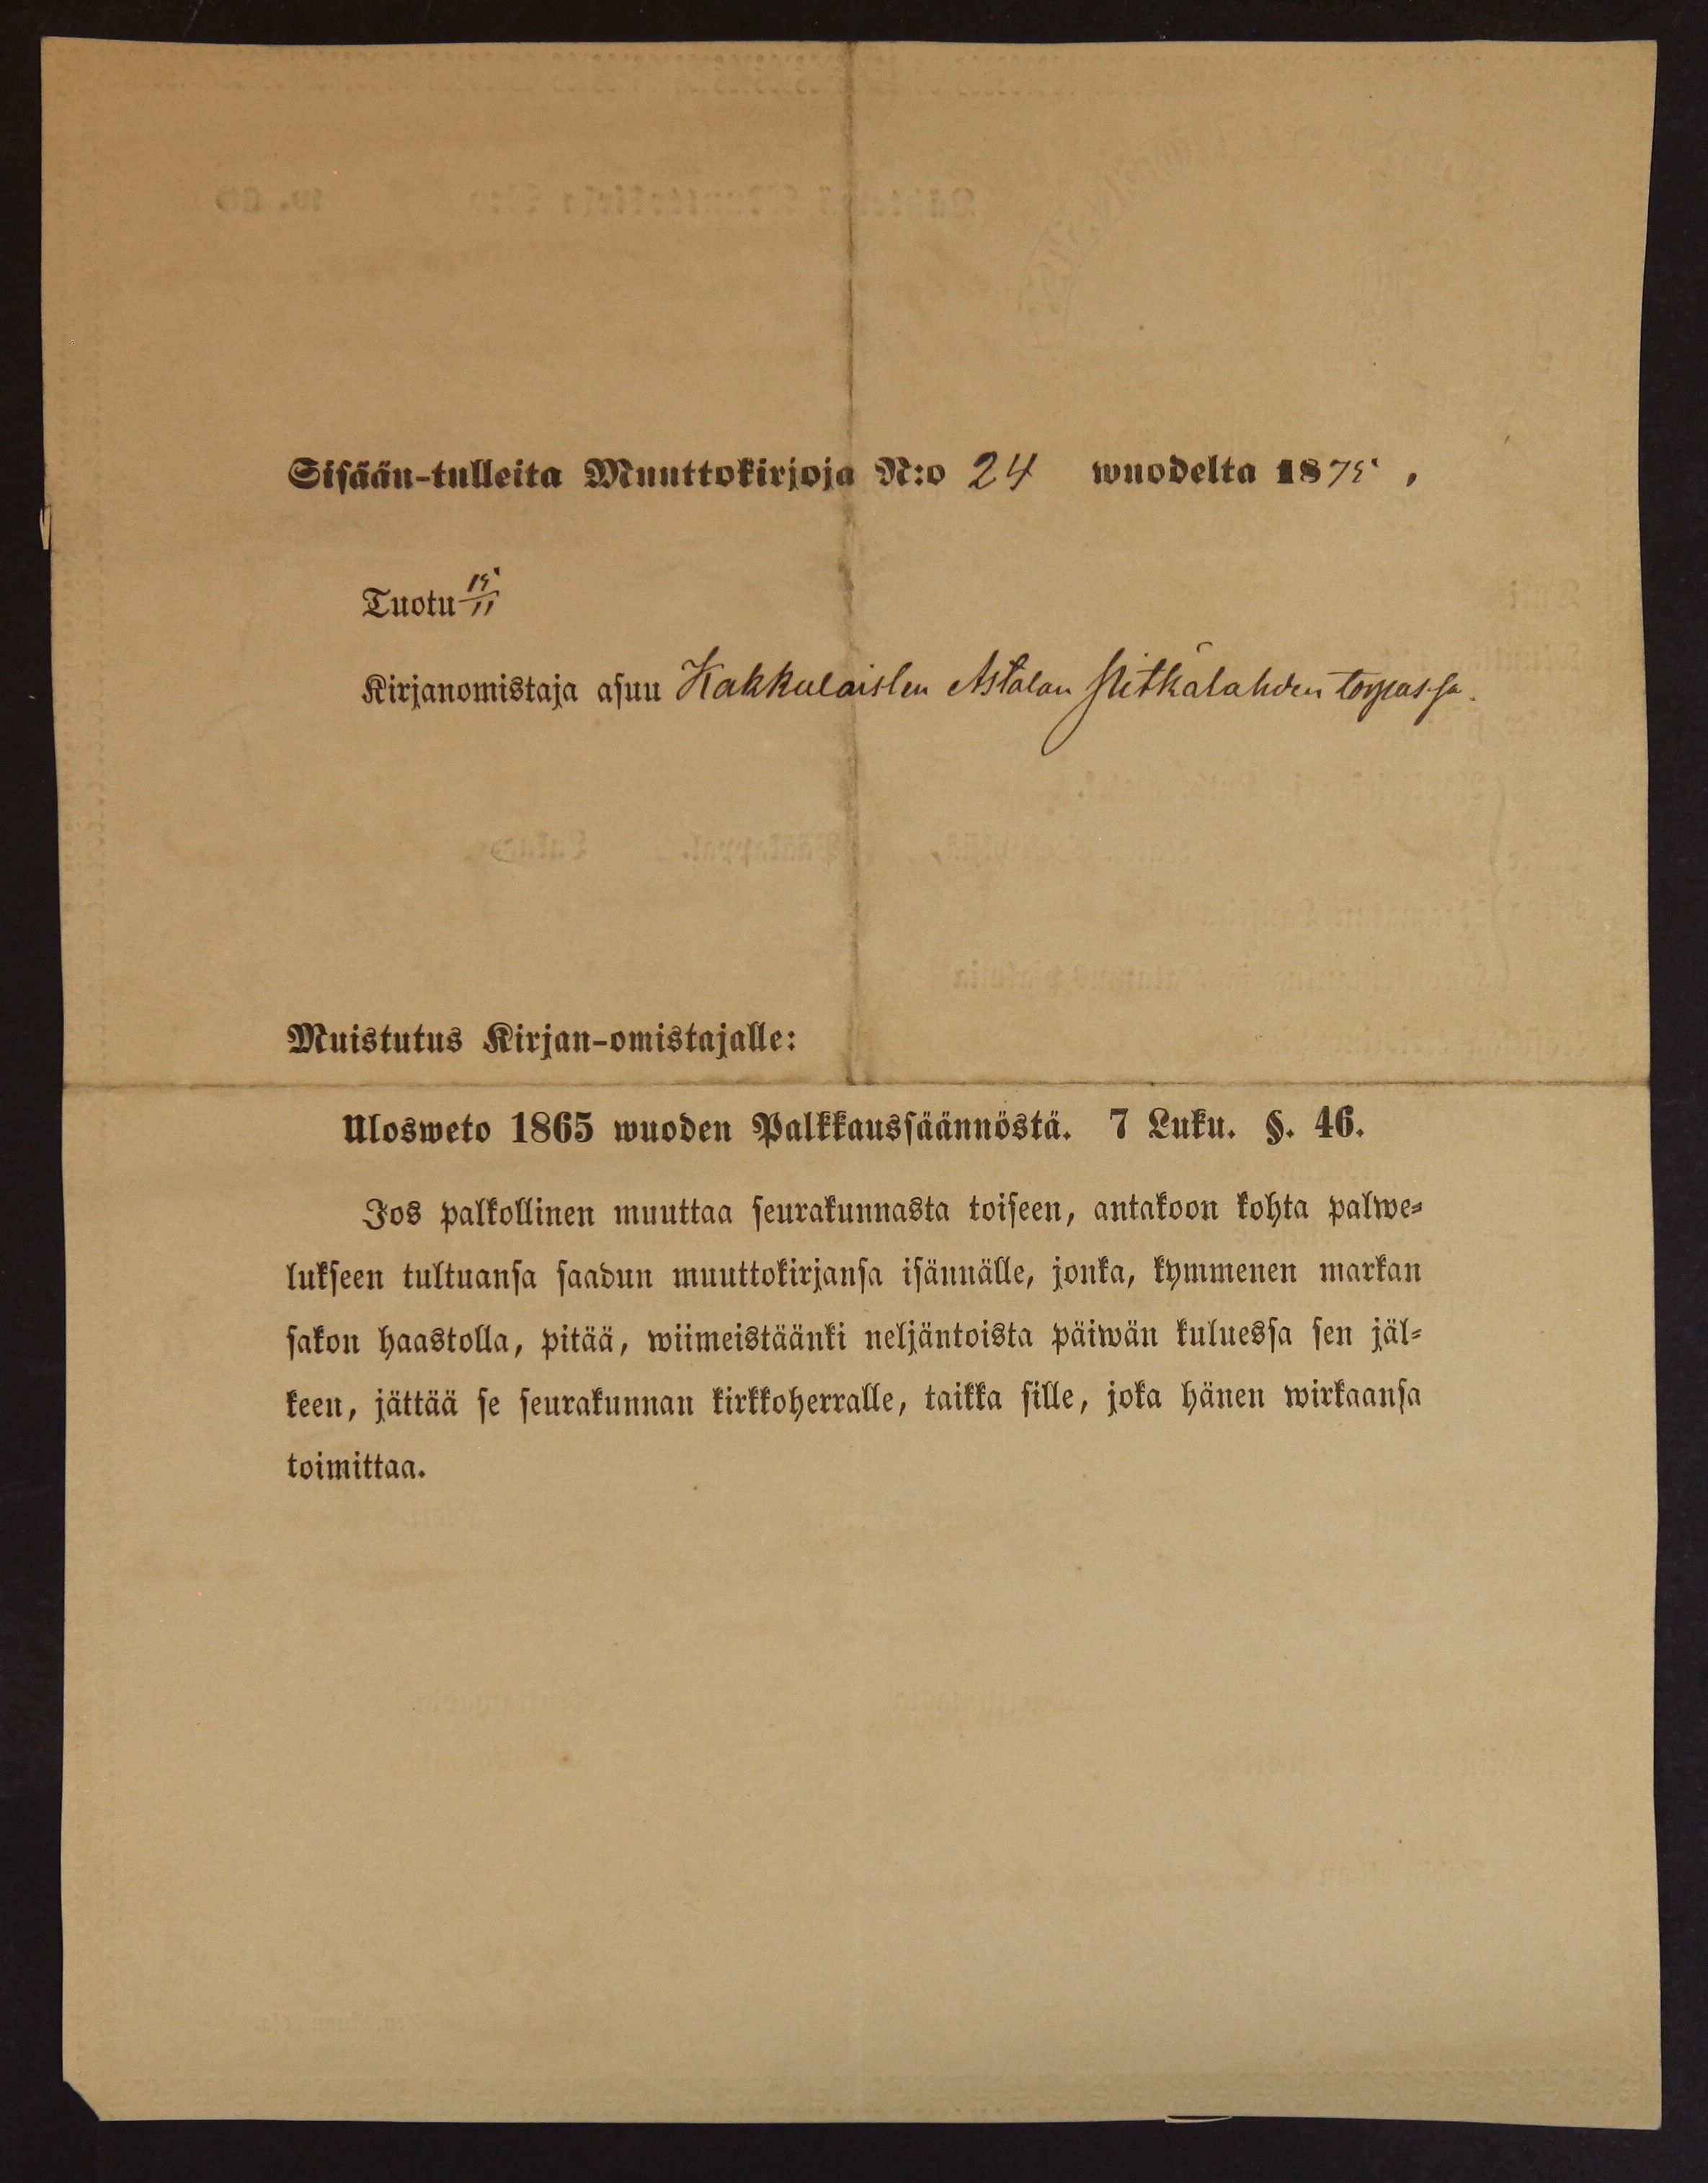 Sisään-tulleita Muuttokirjoja N:o 24 wuodelta 1875,
Tuotu 15/11
Kirjanomistaja asuu Kakkulaisten Astalan Pitkälahden torpassa.
Muistutus Kirjan-omistajalle:
Ulosweto 1865 wuoden Palkkaussäännöstä. 7 Luku. §. 46.
Jos palkollinen muuttaa seurakunnasta toiseen, antakoon kohta palwe-
lukseen tultuansa saadun muuttokirjansa isännälle, jonka, kymmenen markan
sakon haastolla, pitää, wiimeistäänki neljäntoista päiwän kuluessa sen jäl-
keen, jättää se seurakunnan kirkkoherralle, taikka sille, joka hänen wirkaansa
toimittaa.